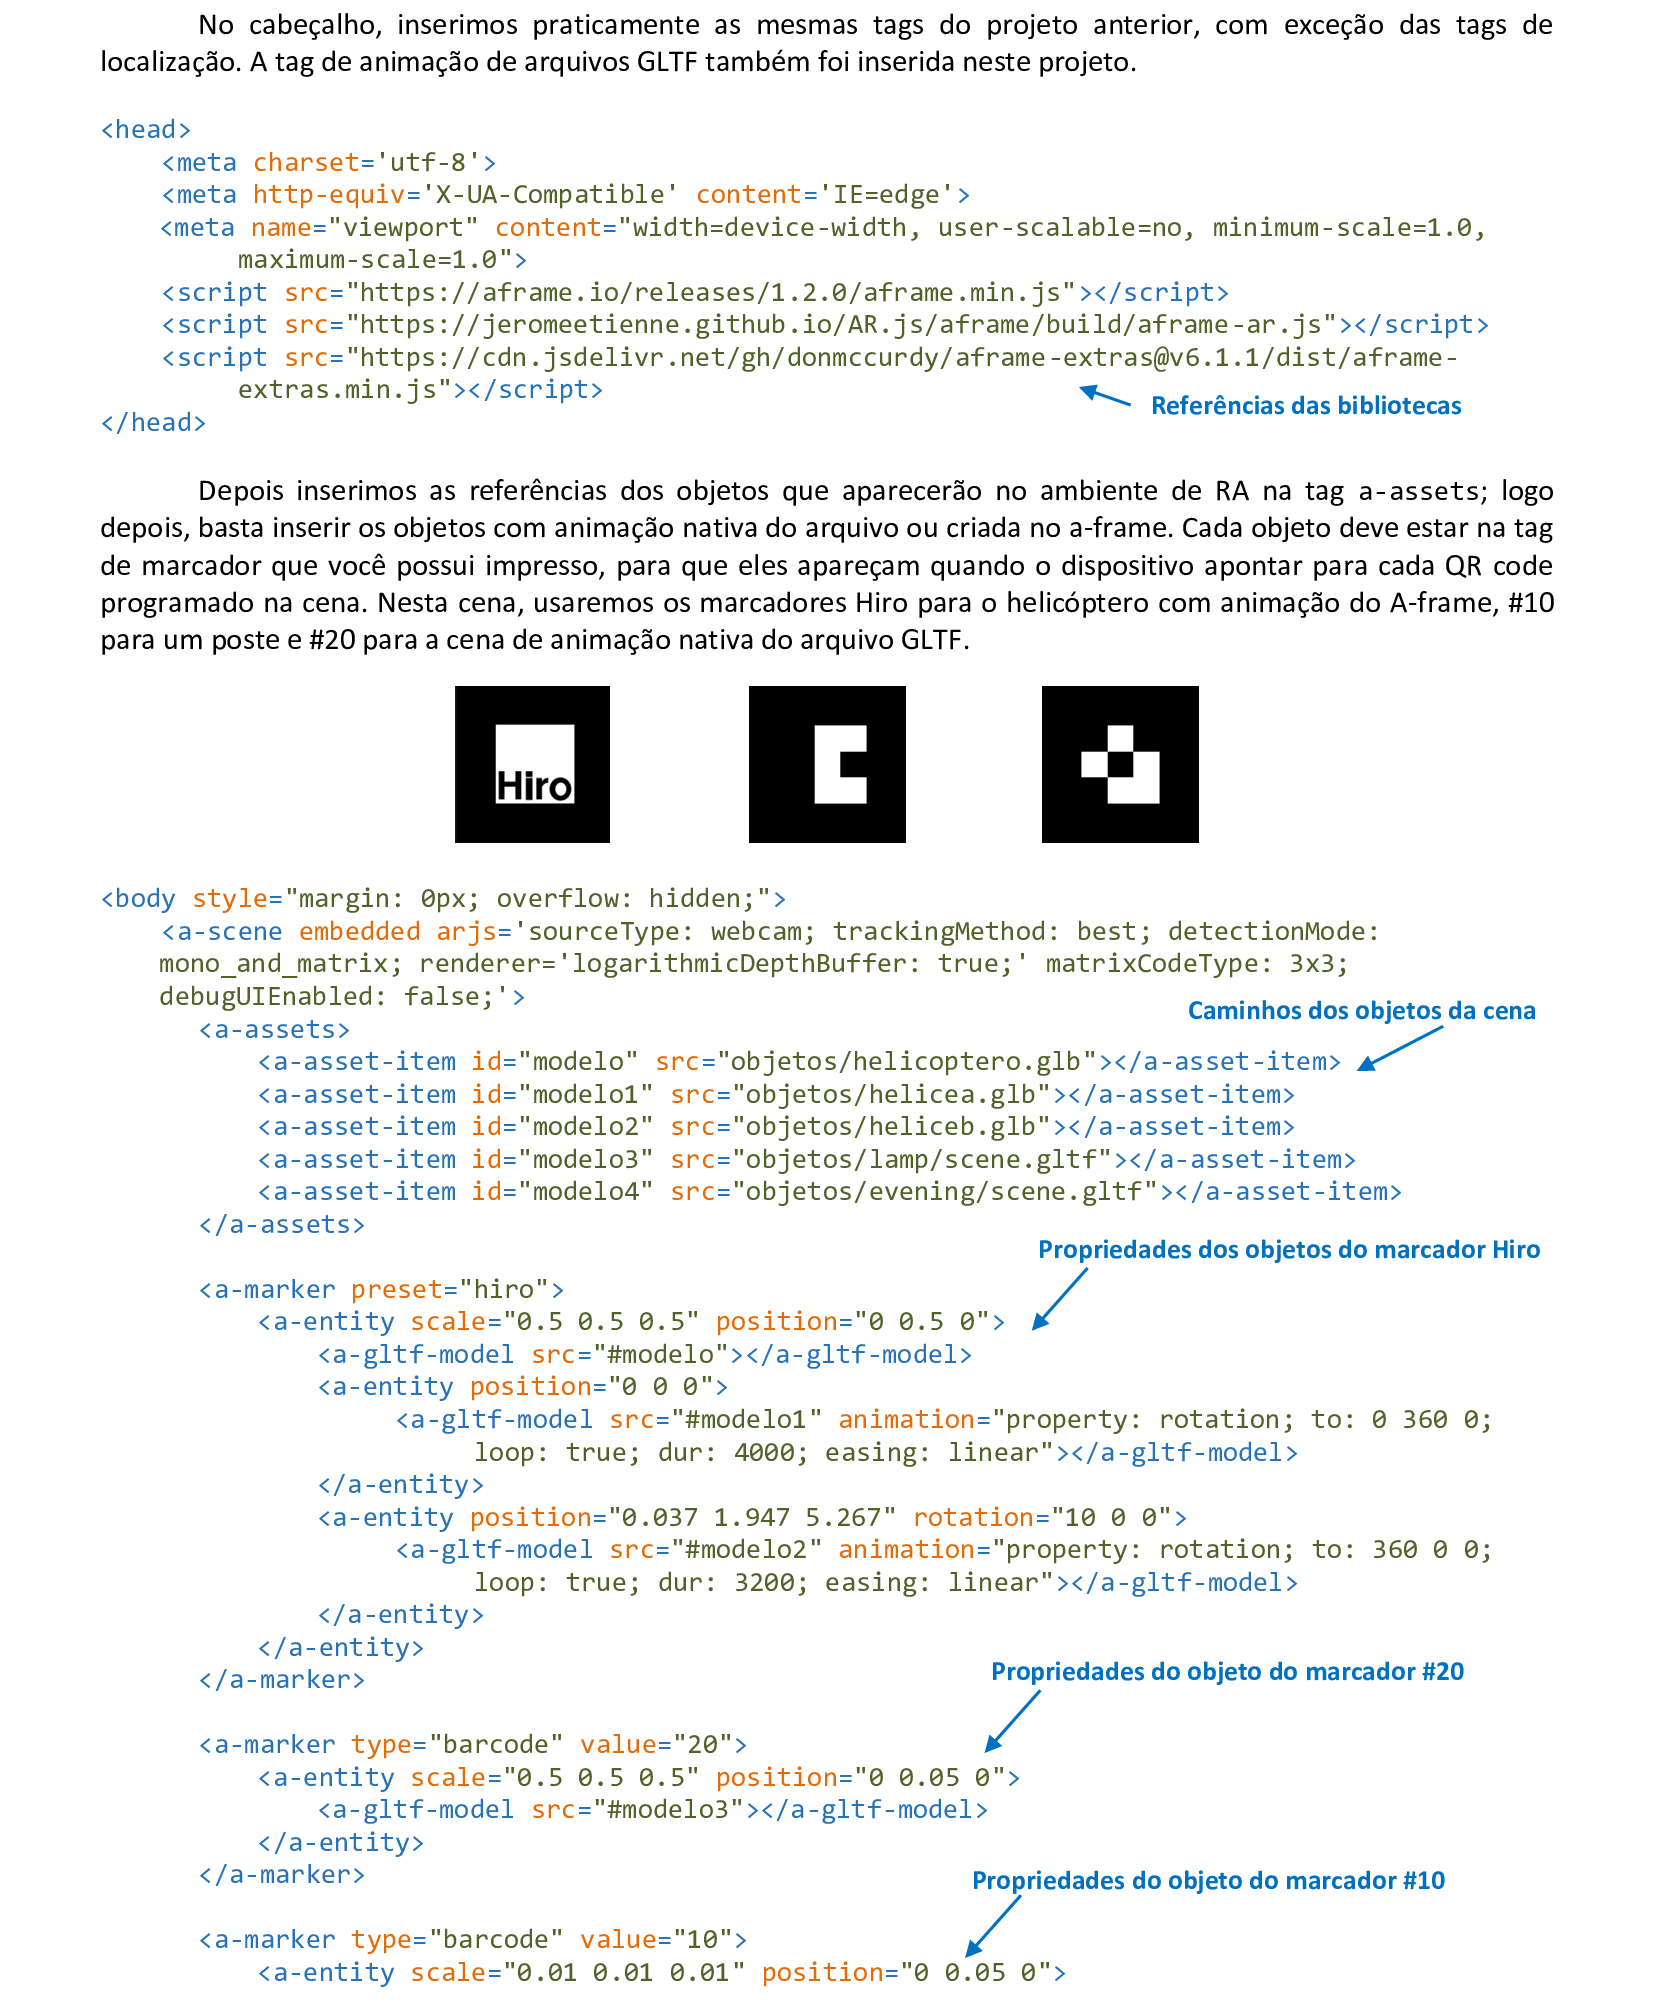 No cabeçalho, inserimos praticamente as mesmas tags do projeto anterior, com exceção das tags de
localização. A tag de animação de arquivos GLTF também foi inserida neste projeto.
<head>
<meta charset='utf-8'>
<meta http-equiv='X-UA-Compatible' content='IE=edge'>
<meta name="viewport" content="width=device-width, user-scalable=no, minimum-scale=1.0,
maximum-scale=1.0">
<script src="https://aframe.io/releases/1.2.0/aframe.min.js"></script>
<script src="https://jeromeetienne.github.io/AR.js/aframe/build/aframe-ar.js"></script>
<script src="https://cdn.jsdelivr.net/gh/donmccurdy/aframe-extras@v6.1.1/dist/aframe-
extras.min.js"></script>
Referências das bibliotecas
</head>
Depois inserimos as referências dos objetos que aparecerão no ambiente de RA na tag a-assets; logo
depois, basta inserir os objetos com animação nativa do arquivo ou criada no a-frame. Cada objeto deve estar na tag
de marcador que você possui impresso, para que eles apareçam quando o dispositivo apontar para cada QR code
programado na cena. Nesta cena, usaremos os marcadores Hiro para o helicóptero com animação do A-frame, #10
para um poste e #20 para a cena de animação nativa do arquivo GLTF.
Hiro
<body style="margin: 0px; overflow: hidden;">
<a-scene embedded arjs='sourceType: webcam; trackingMethod: best; detectionMode:
mono_and_matrix; renderer='logarithmicDepthBuffer: true;' matrixCodeType: 3x3;
debugUIEnabled: false;'>
Caminhos dos objetos da cena
<a-assets>
<a-asset-item id="modelo" src="objetos/helicoptero.glb"></a-asset-item>
<a-asset-item id="modelo1" src="objetos/helicea.glb"></a-asset-item>
<a-asset-item id="modelo2" src="objetos/heliceb.glb"></a-asset-item>
<a-asset-item id="modelo3" src="objetos/lamp/scene.gltf"></a-asset-item>
<a-asset-item id="modelo4" src="objetos/evening/scene.gltf"></a-asset-item>
</a-assets>
Propriedades dos objetos do marcador Hiro
<a-marker preset="hiro">
<a-entity scale="0.5 0.5 0.5" position="0 0.5 0">
<a-gltf-model src="#modelo"></a-gltf-model>
<a-entity position="0 0 0">
<a-gltf-model src="#modelo1" animation="property: rotation; to: 0 360 0;
loop: true; dur: 4000; easing: linear"></a-gltf-model>
</a-entity>
<a-entity position="0.037 1.947 5.267" rotation="10 0 0">
<a-gltf-model src="#modelo2" animation="property: rotation; to: 360 0 0;
loop: true; dur: 3200; easing: linear"></a-gltf-model>
</a-entity>
</a-entity>
</a-marker>
Propriedades do objeto do marcador #20
<a-marker type="barcode" value="20">
<a-entity scale="0.5 0.5 0.5" position="0 0.05 0">
<a-gltf-model src="#modelo3"></a-gltf-model>
</a-entity>
</a-marker>
Propriedades do objeto do marcador #10
<a-marker type="barcode" value="10">
<a-entity scale="0.01 0.01 0.01" position="0 0.05 0">